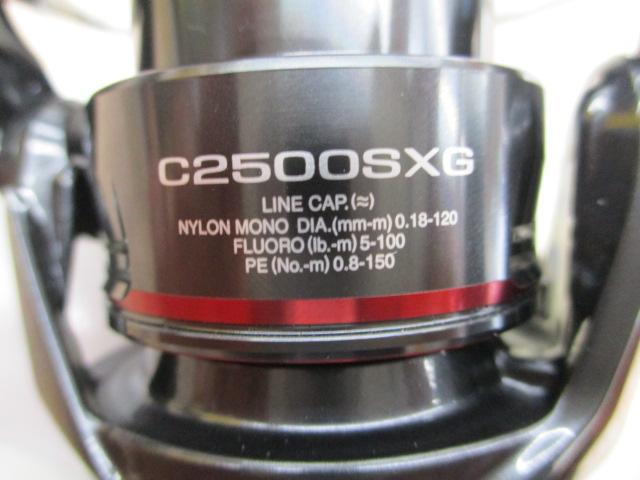 C2500SXG
LINE CAP.(≈)
NYLON MONO DIA.(mm-m) 0.18-120
FLUORO (lb.-m) 5-100
PE (No.-m) 0.8-150